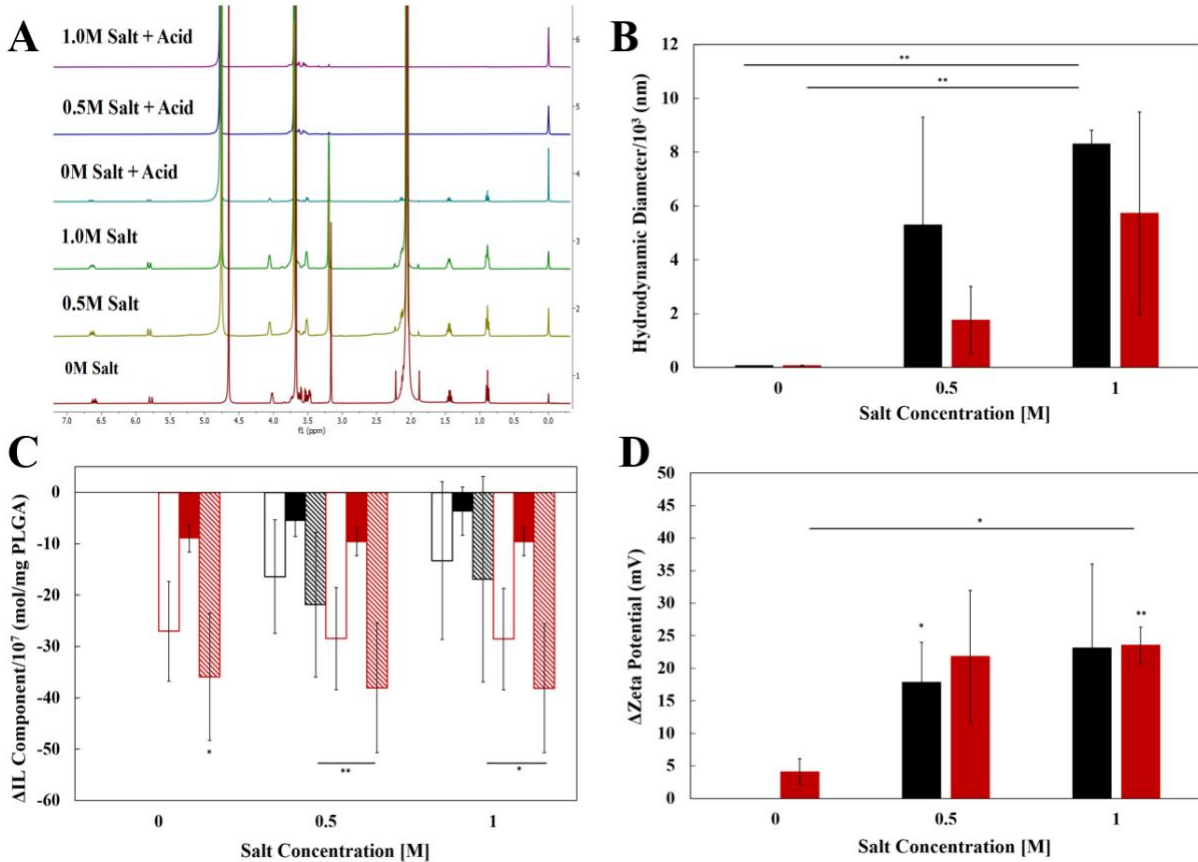 A
1.0M Salt + Acid
0.5M Salt + Acid
0M Salt + Acid
1.0M Salt
0.5M Salt
0M Salt
6
5
4
3
2
1
7.0 6.5 6.0 5.5 5.0 4.5 4.0 3.5 3.0 2.5 2.0 1.5 1.0 0.5 0.0
f1 (ppm)
B
Hydrodynamic Diameter/10³ (nm)
12
10
8
6
4
2
0
**
**
0 0.5 1
Salt Concentration [M]
C
ΔIL Component/10⁷ (mol/mg PLGA)
0
-10
-20
-30
-40
-50
-60
*
**
*
0 0.5 1
Salt Concentration [M]
D
ΔZeta Potential (mV)
50
45
40
35
30
25
20
15
10
5
0
*
*
**
0 0.5 1
Salt Concentration [M]